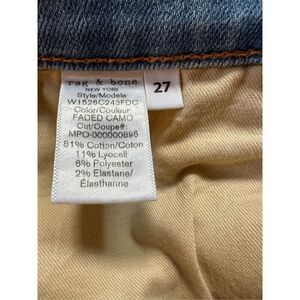 rag & bone
NEW YORK
Style/Modèle:
W1526C243FDC
Color/Couleur:
FADED CAMO
Cut/Coupe#
MPO-000000895
81% Cotton/Coton
11% Lyocell
6% Polyester
2% Elastane/
Élasthanne
27